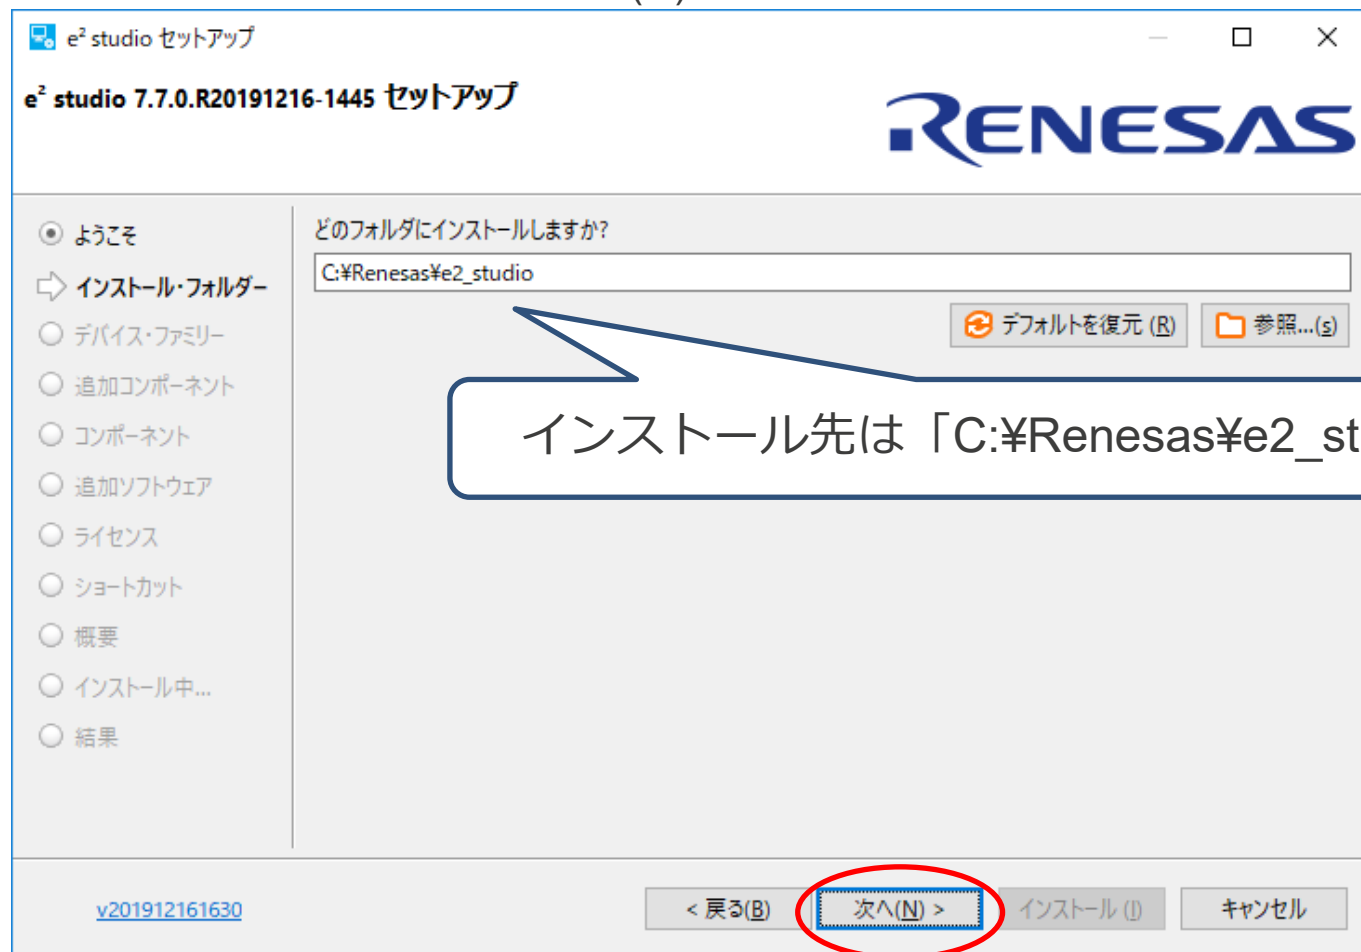 e² studio セットアップ
e² studio 7.7.0.R20191216-1445 セットアップ
RENESAS
ようこそ
インストール・フォルダー
デバイス・ファミリー
追加コンポーネント
コンポーネント
追加ソフトウェア
ライセンス
ショートカット
概要
インストール中...
結果
どのフォルダにインストールしますか?
C:¥Renesas¥e2_studio
デフォルトを復元 (R)
参照...(s)
インストール先は「C:¥Renesas¥e2_st
v201912161630
< 戻る(B)
次へ(N) >
インストール (I)
キャンセル